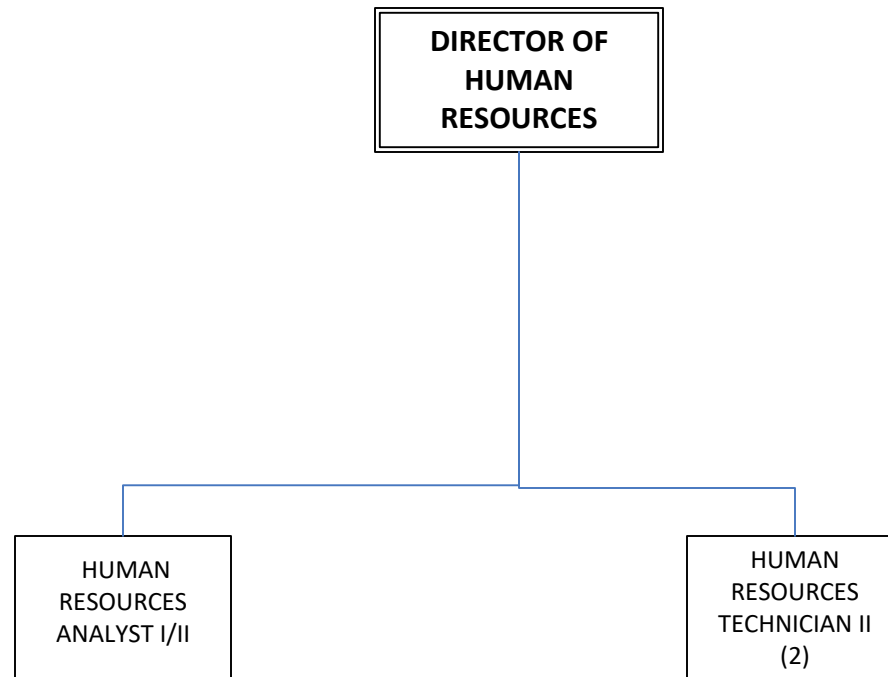 DIRECTOR OF
HUMAN
RESOURCES
HUMAN
RESOURCES
ANALYST I/II
HUMAN
RESOURCES
TECHNICIAN II
(2)